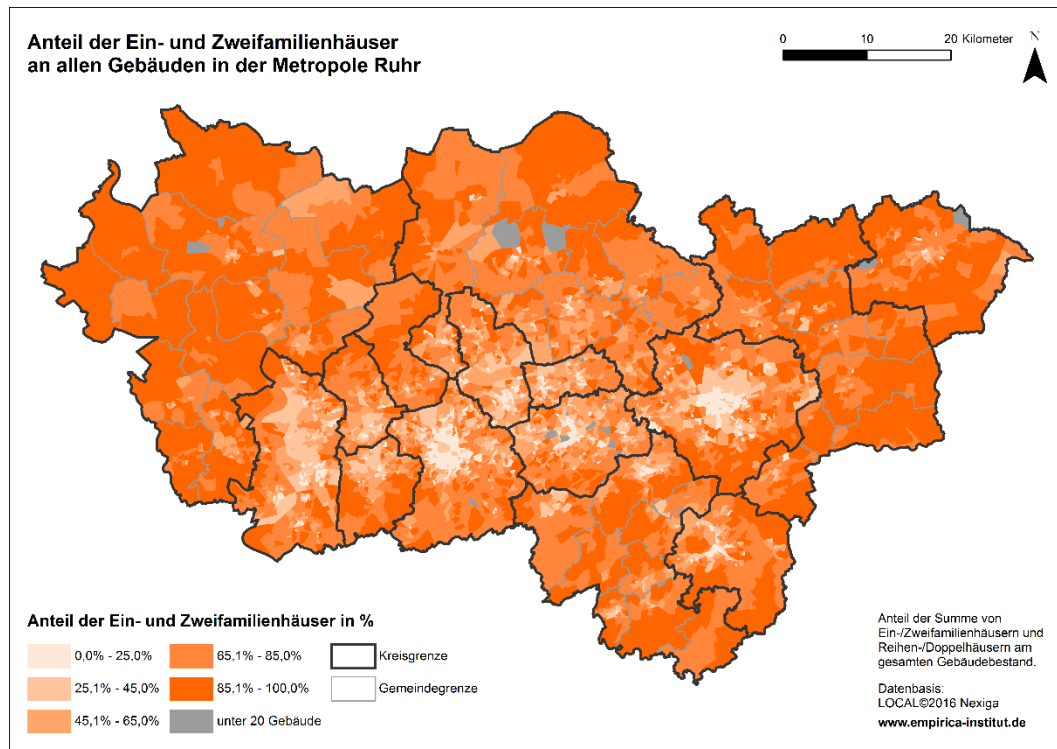 Anteil der Ein- und Zweifamilienhäuser
an allen Gebäuden in der Metropole Ruhr
0 10 20 Kilometer
N
Anteil der Ein- und Zweifamilienhäuser in %
0,0% - 25,0%
25,1% - 45,0%
45,1% - 65,0%
65,1% - 85,0%
85,1% - 100,0%
unter 20 Gebäude
Kreisgrenze
Gemeindegrenze
Anteil der Summe von
Ein-/Zweifamilienhäusern und
Reihen-/Doppelhäusern am
gesamten Gebäudebestand.
Datenbasis:
LOCAL©2016 Nexiga
www.empirica-institut.de